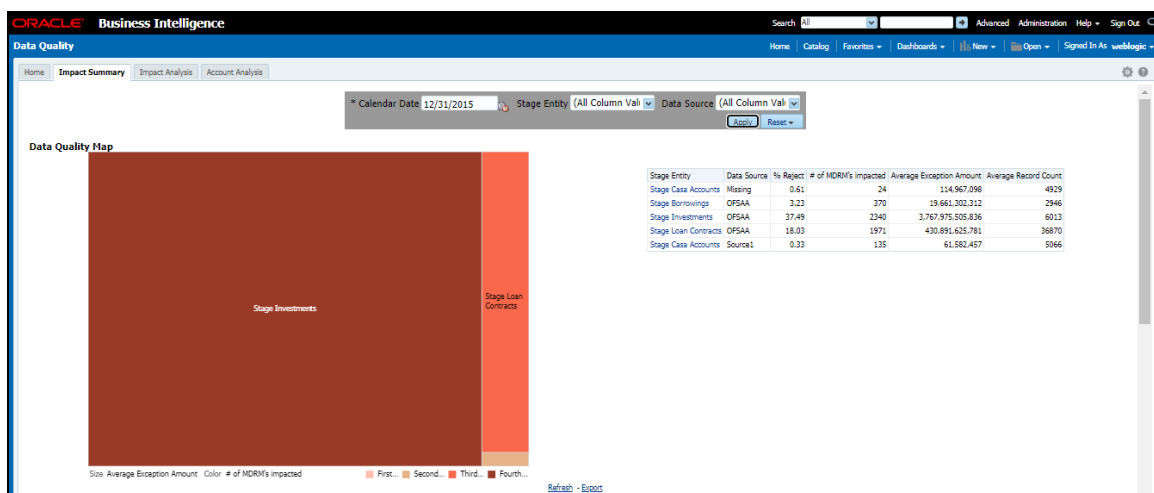 ORACLE Business Intelligence Search All Advanced Administration Help Sign Out
Data Quality Home Catalog Favorites Dashboards New Open Signed In As weblogic
Home Impact Summary Impact Analysis Account Analysis
* Calendar Date 12/31/2015 Stage Entity (All Column Val Data Source (All Column Val
Apply Reset
Data Quality Map
Stage Investments
Stage Loan
Contracts
Size Average Exception Amount Color # of MDRM's impacted First... Second... Third... Fourth...
Stage Entity Data Source % Reject # of MDRM's impacted Average Exception Amount Average Record Count
Stage Casa Accounts Missing 0.61 24 114,967,098 4929
Stage Borrowings OFSAA 3.23 370 19,661,302,312 2946
Stage Investments OFSAA 37.49 2340 3,767,975,505,836 6013
Stage Loan Contracts OFSAA 18.03 1971 430,891,625,781 36870
Stage Casa Accounts Source1 0.33 135 61,582,457 5066
Refresh - Export